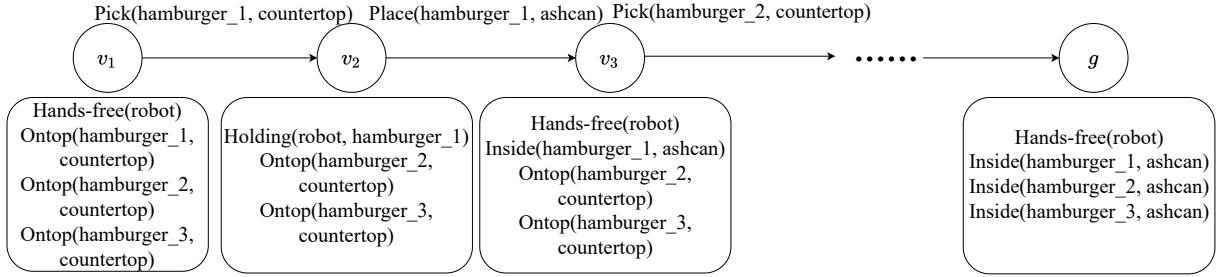 Pick(hamburger_1, countertop)
Place(hamburger_1, ashcan)
Pick(hamburger_2, countertop)
v₁
v₂
v₃
......
g
Hands-free(robot)
Ontop(hamburger_1,
countertop)
Ontop(hamburger_2,
countertop)
Ontop(hamburger_3,
countertop)
Holding(robot, hamburger_1)
Ontop(hamburger_2,
countertop)
Ontop(hamburger_3,
countertop)
Hands-free(robot)
Inside(hamburger_1, ashcan)
Ontop(hamburger_2,
countertop)
Ontop(hamburger_3,
countertop)
Hands-free(robot)
Inside(hamburger_1, ashcan)
Inside(hamburger_2, ashcan)
Inside(hamburger_3, ashcan)